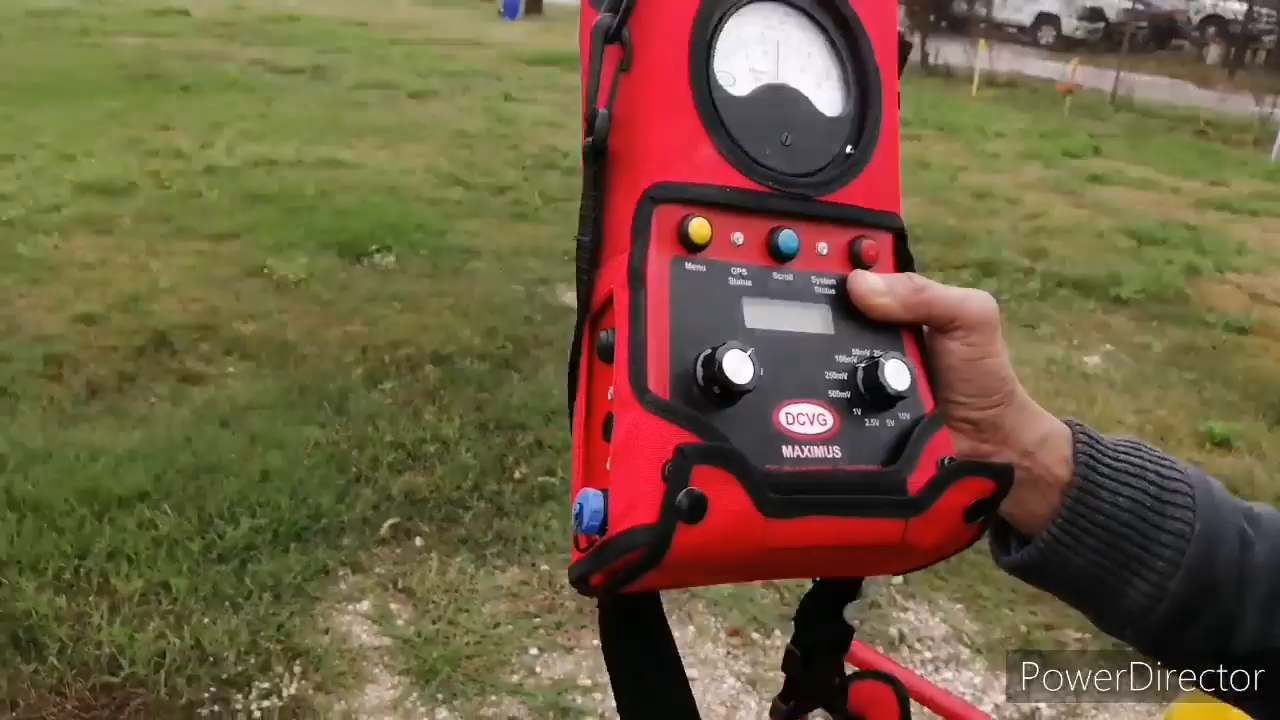 Menu
GPS
Status
Scroll
System
Status
50mV
100mV
250mV
500mV
1V
2.5V
5V
10V
DCVG
MAXIMUS
PowerDirector